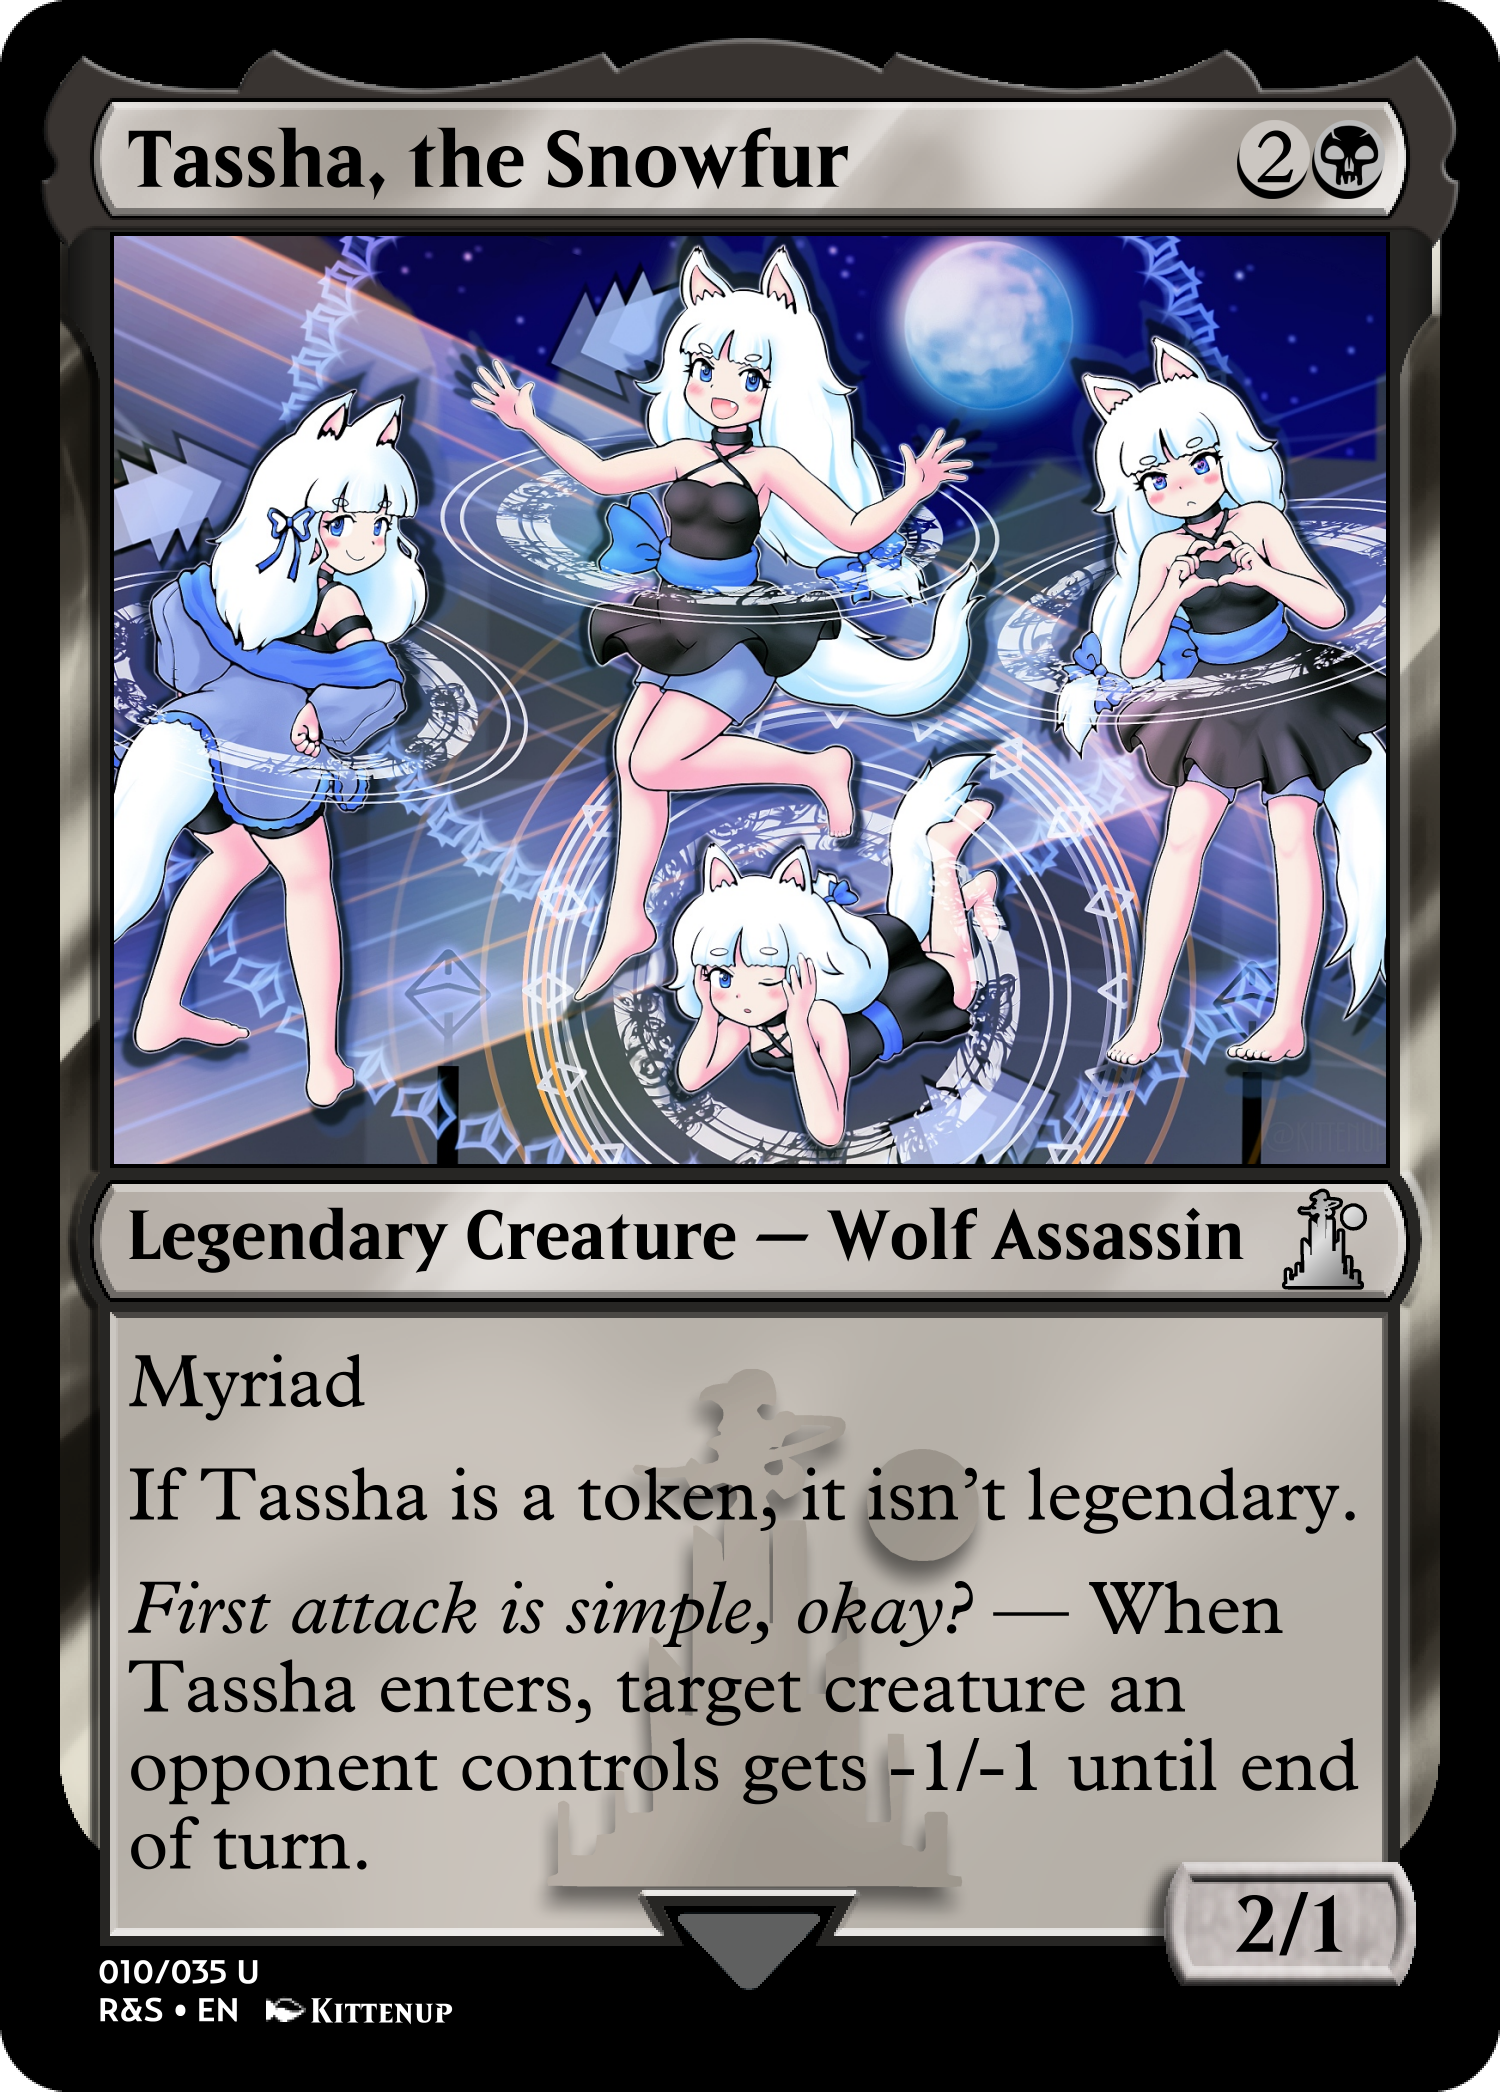 Tassha, the Snowfur
2
Legendary Creature — Wolf Assassin
Myriad
If Tassha is a token, it isn't legendary.
First attack is simple, okay? — When
Tassha enters, target creature an
opponent controls gets -1/-1 until end
of turn.
2/1
010/035 U
R&S • EN KITTENUP
@KITTENUP